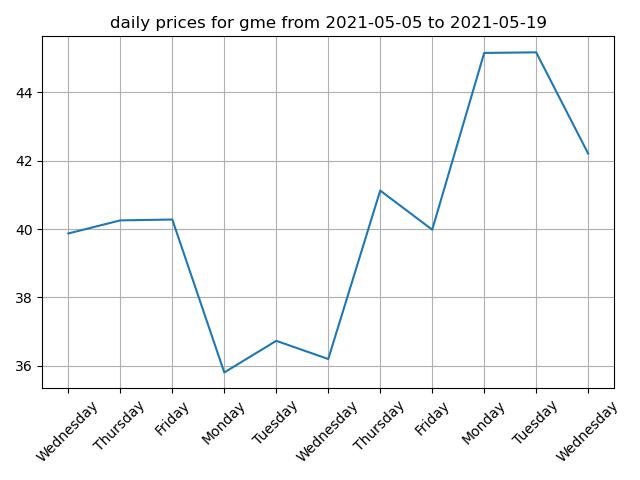 daily prices for gme from 2021-05-05 to 2021-05-19
44
42
40
38
36
Wednesday
Thursday
Friday
Monday
Tuesday
Wednesday
Thursday
Friday
Monday
Tuesday
Wednesday